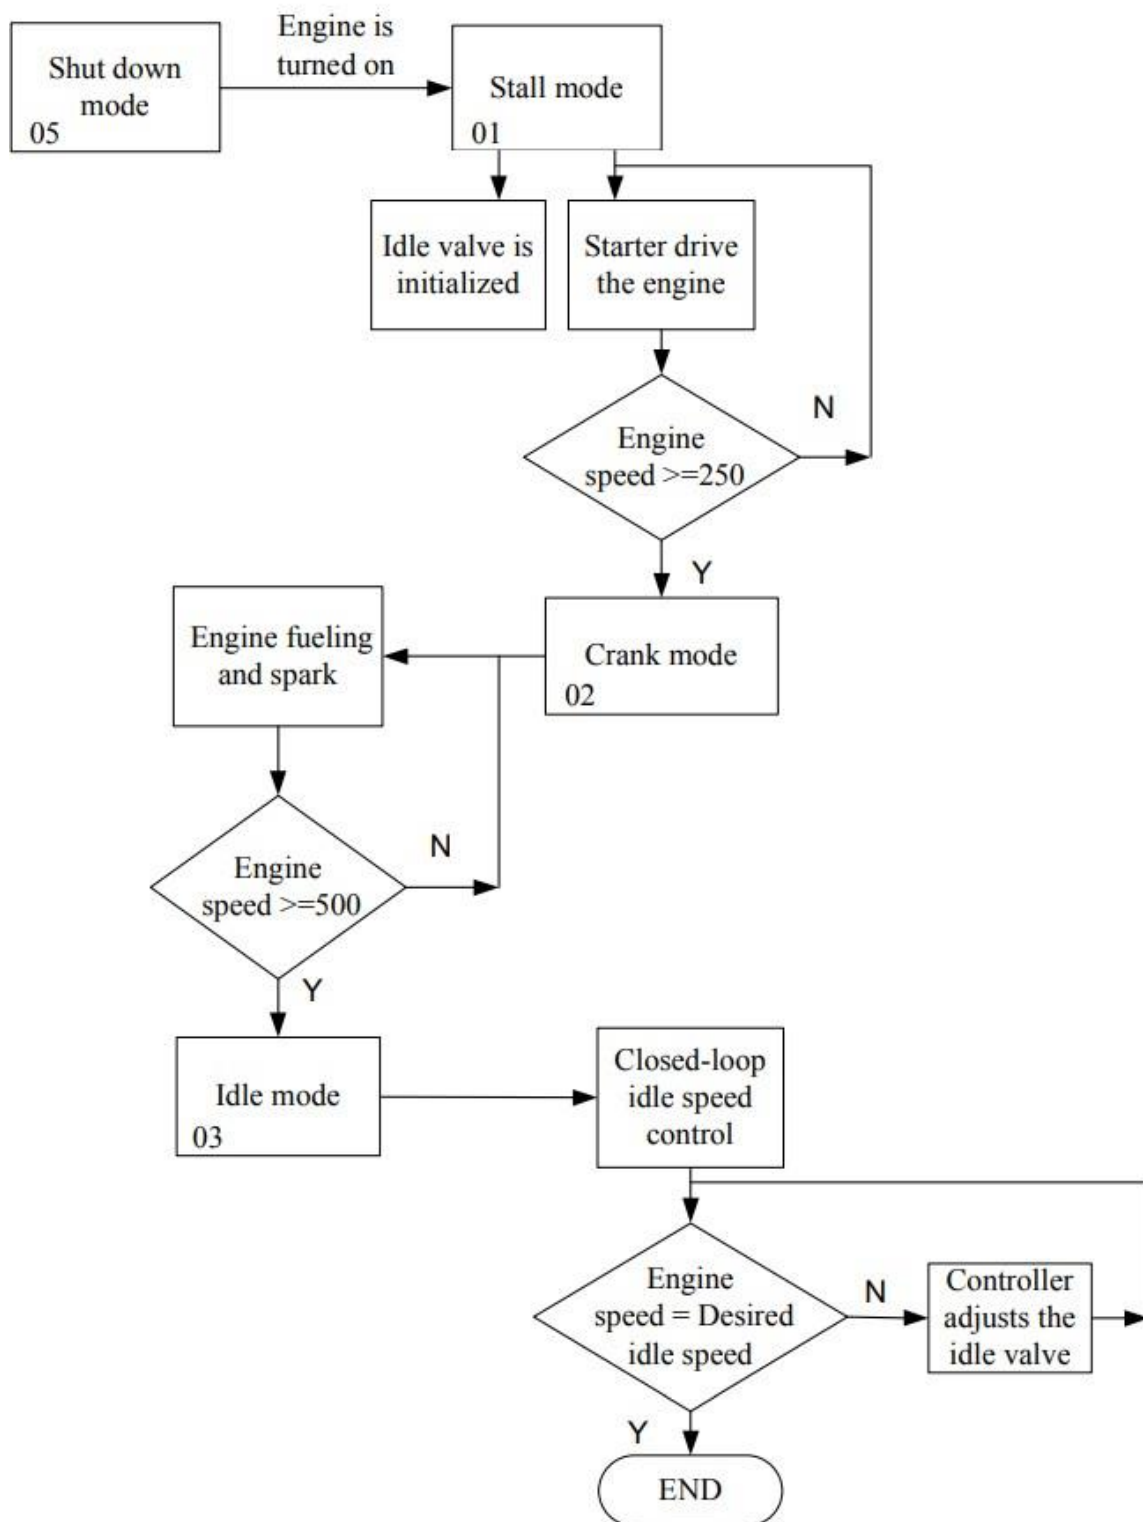 Engine is
turned on
Shut down
mode
05
Stall mode
01
Idle valve is
initialized
Starter drive
the engine
Engine
speed >=250
N
Y
Crank mode
02
Engine fueling
and spark
Engine
speed >=500
N
Y
Idle mode
03
Closed-loop
idle speed
control
Engine
speed = Desired
idle speed
N
Controller
adjusts the
idle valve
Y
END